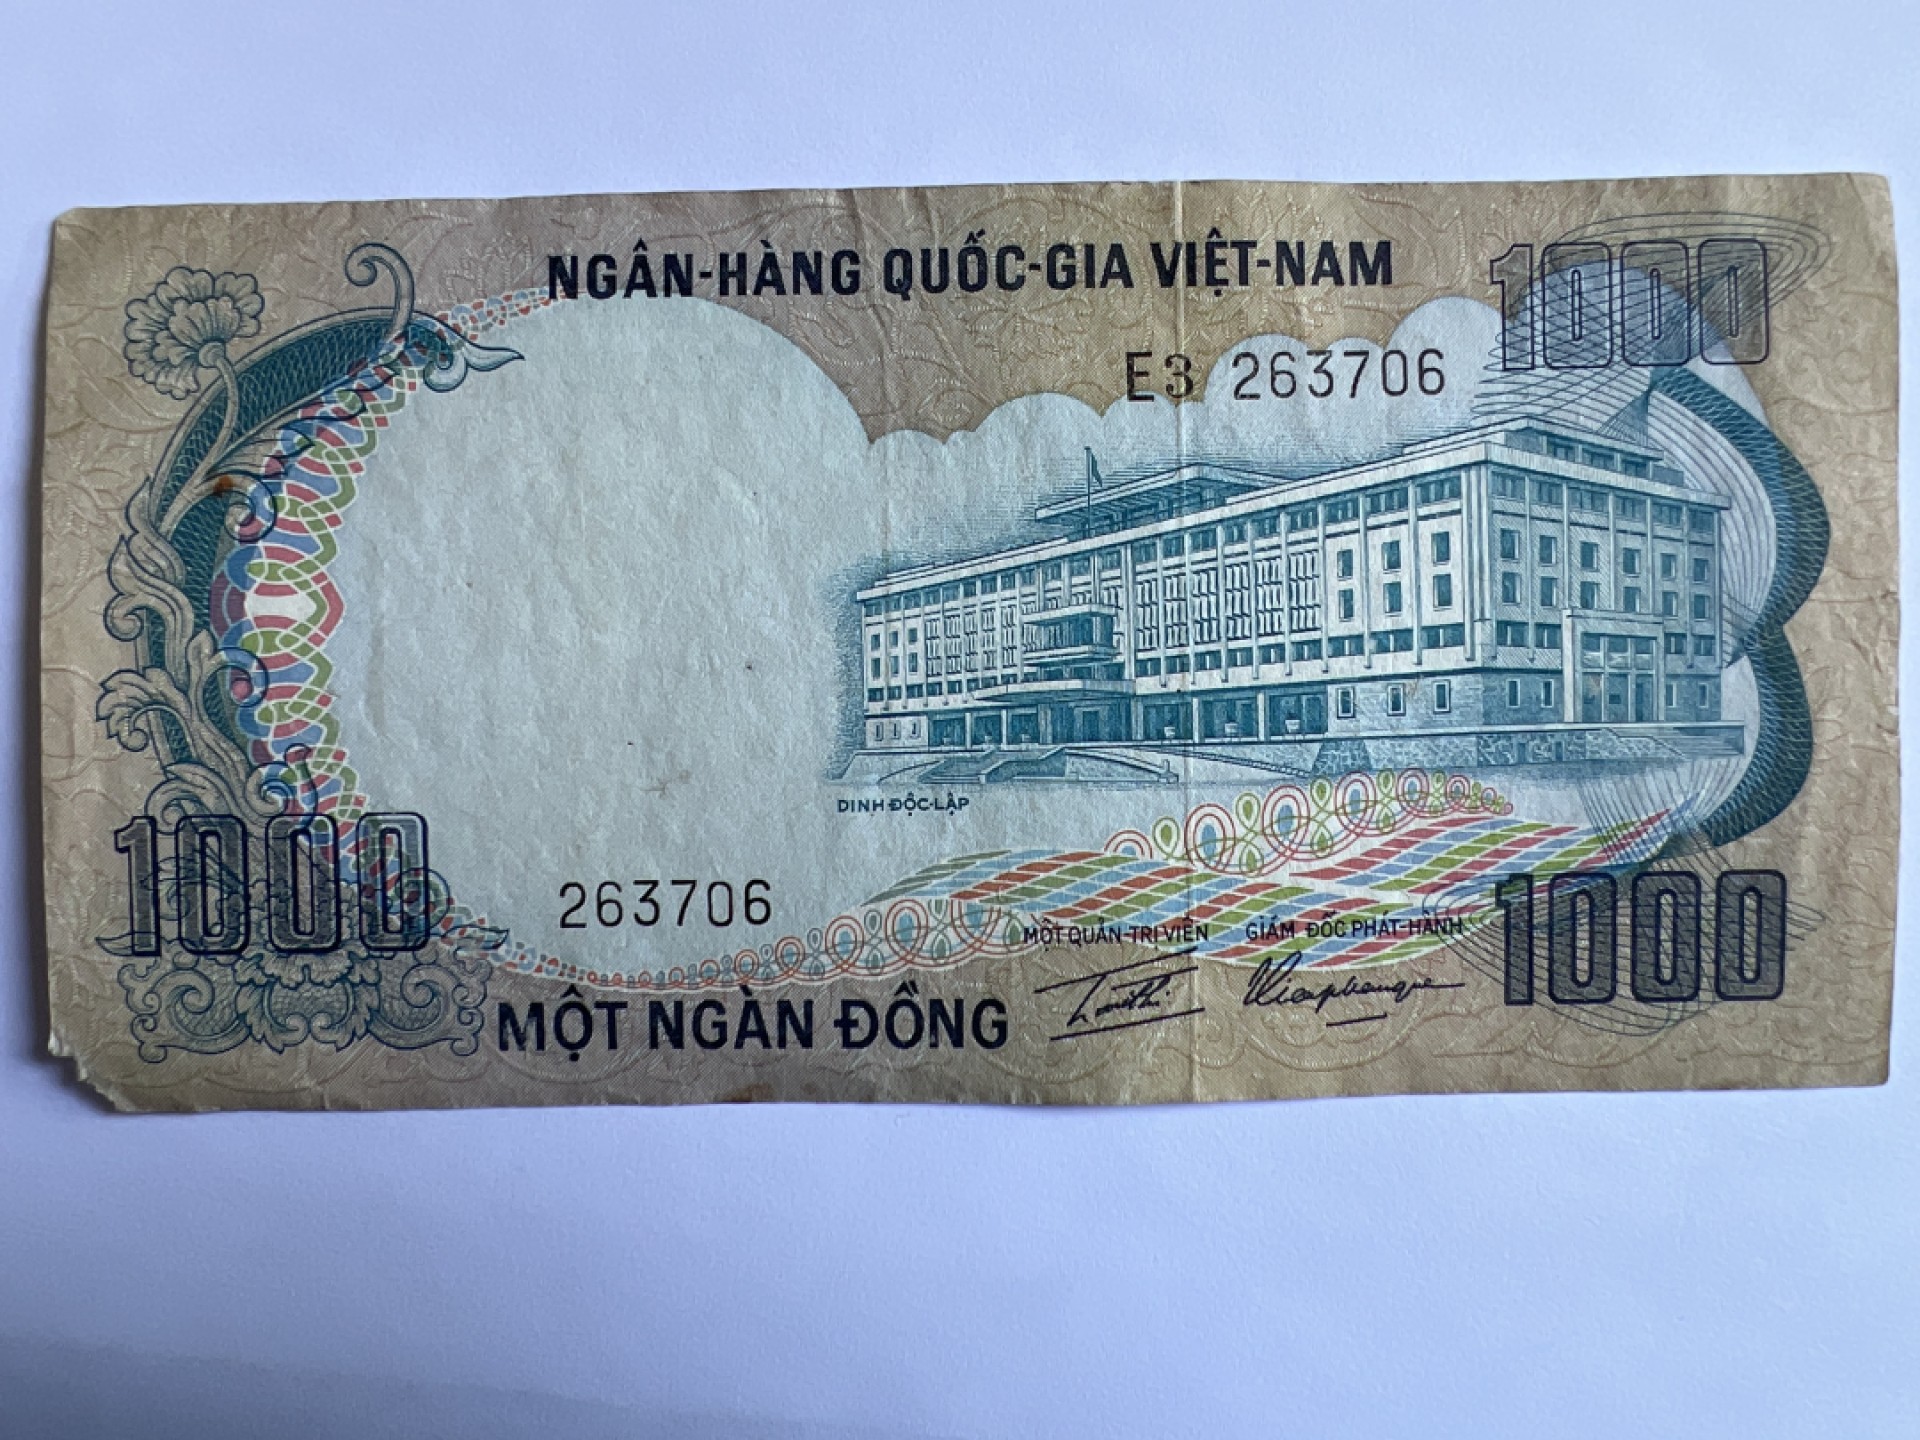 NGÂN-HÀNG QUỐC-GIA VIỆT-NAM
1000
E3 263706
DINH ĐỘC-LẬP
1000
263706
MỘT QUẢN-TRỊ VIÊN
GIÁM ĐỐC PHÁT-HÀNH
1000
MỘT NGÀN ĐỒNG